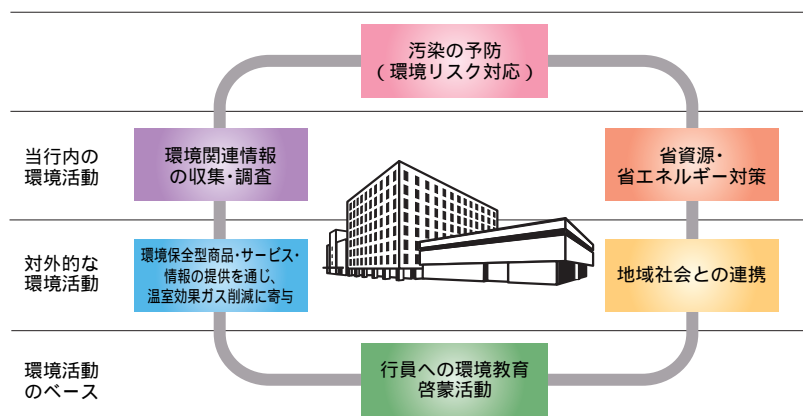 汚染の予防
(環境リスク対応)
当行内の
環境活動
環境関連情報
の収集・調査
省資源・
省エネルギー対策
対外的な
環境活動
環境保全型商品・サービス・
情報の提供を通じ、
温室効果ガス削減に寄与
地域社会との連携
環境活動
のベース
行員への環境教育
啓蒙活動